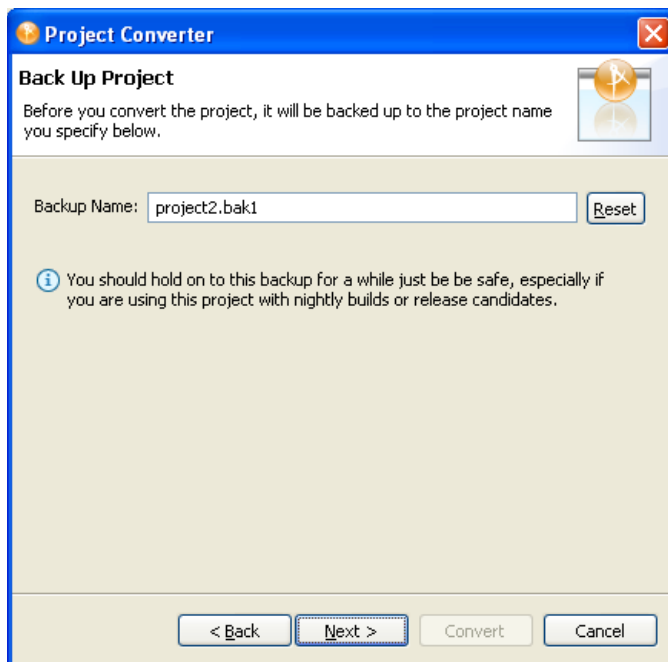 Project Converter
Back Up Project
Before you convert the project, it will be backed up to the project name
you specify below.
Backup Name: project2.bak1 Reset
You should hold on to this backup for a while just be be safe, especially if
you are using this project with nightly builds or release candidates.
< Back Next > Convert Cancel